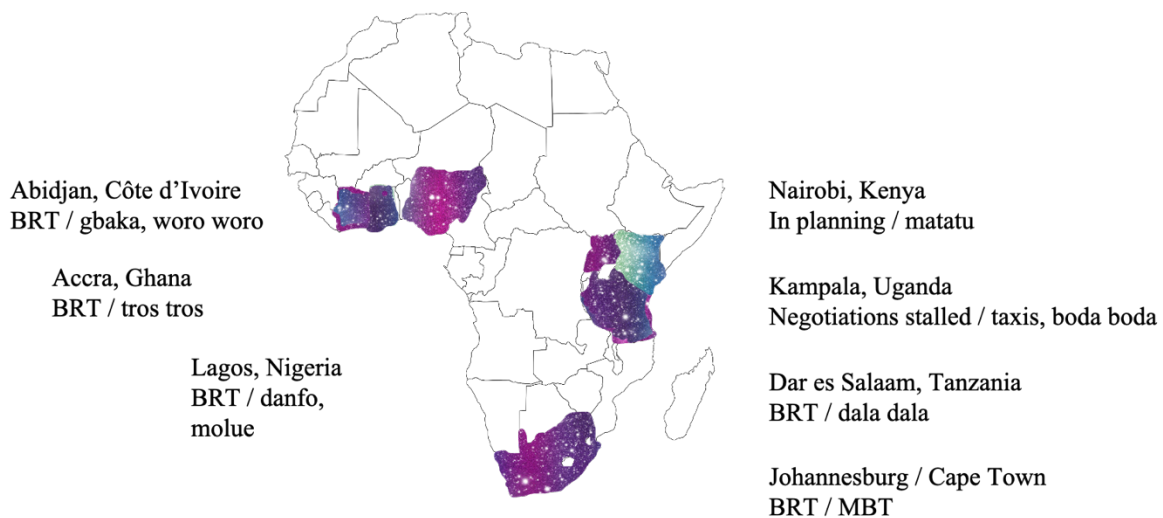 Abidjan, Côte d’Ivoire
BRT / gbaka, woro woro
Accra, Ghana
BRT / tros tros
Lagos, Nigeria
BRT / danfo,
molue
Nairobi, Kenya
In planning / matatu
Kampala, Uganda
Negotiations stalled / taxis, boda boda
Dar es Salaam, Tanzania
BRT / dala dala
Johannesburg / Cape Town
BRT / MBT